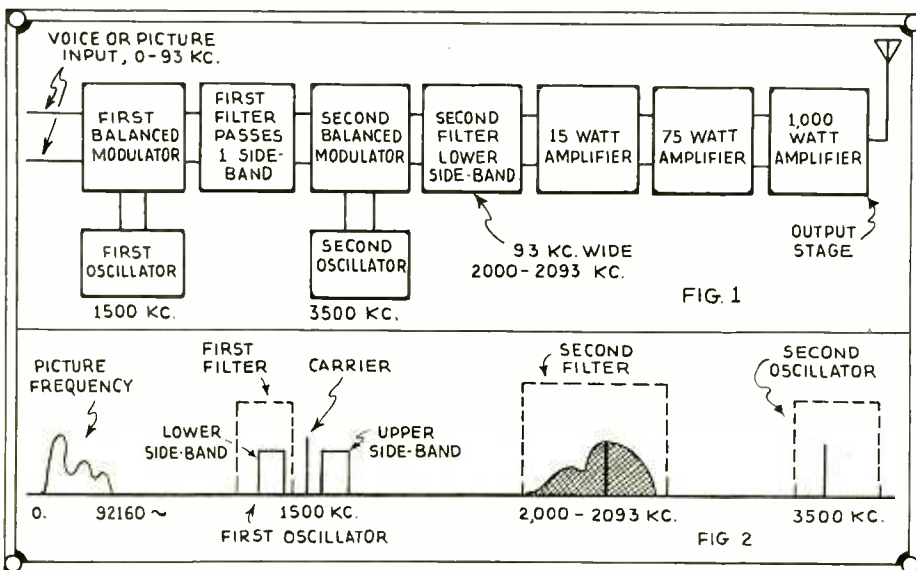 VOICE OR PICTURE
INPUT, 0-93 KC.
FIRST
BALANCED
MODULATOR
FIRST
FILTER
PASSES
1 SIDE-
BAND
SECOND
BALANCED
MODULATOR
SECOND
FILTER
LOWER
SIDE-BAND
15 WATT
AMPLIFIER
75 WATT
AMPLIFIER
1,000
WATT
AMPLIFIER
FIRST
OSCILLATOR
1500 KC.
SECOND
OSCILLATOR
3500 KC.
93 KC. WIDE
2000-2093 KC.
OUTPUT
STAGE
FIG. 1
PICTURE
FREQUENCY
FIRST
FILTER
CARRIER
LOWER
SIDE-BAND
UPPER
SIDE-BAND
SECOND
FILTER
SECOND
OSCILLATOR
0.
92160 ~
1500 KC.
FIRST OSCILLATOR
2,000 - 2093 KC.
3500 KC.
FIG 2